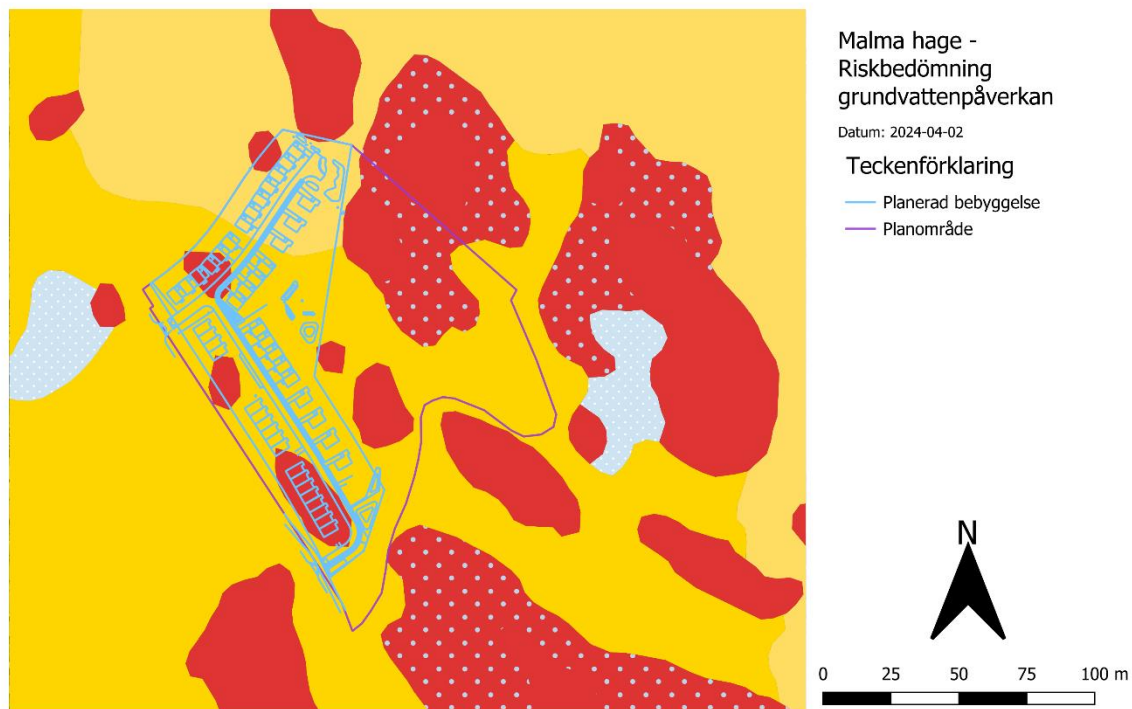 Malma hage -
Riskbedömning
grundvattenpåverkan
Datum: 2024-04-02
Teckenförklaring
Planerad bebyggelse
Planområde
N
0 25 50 75 100 m